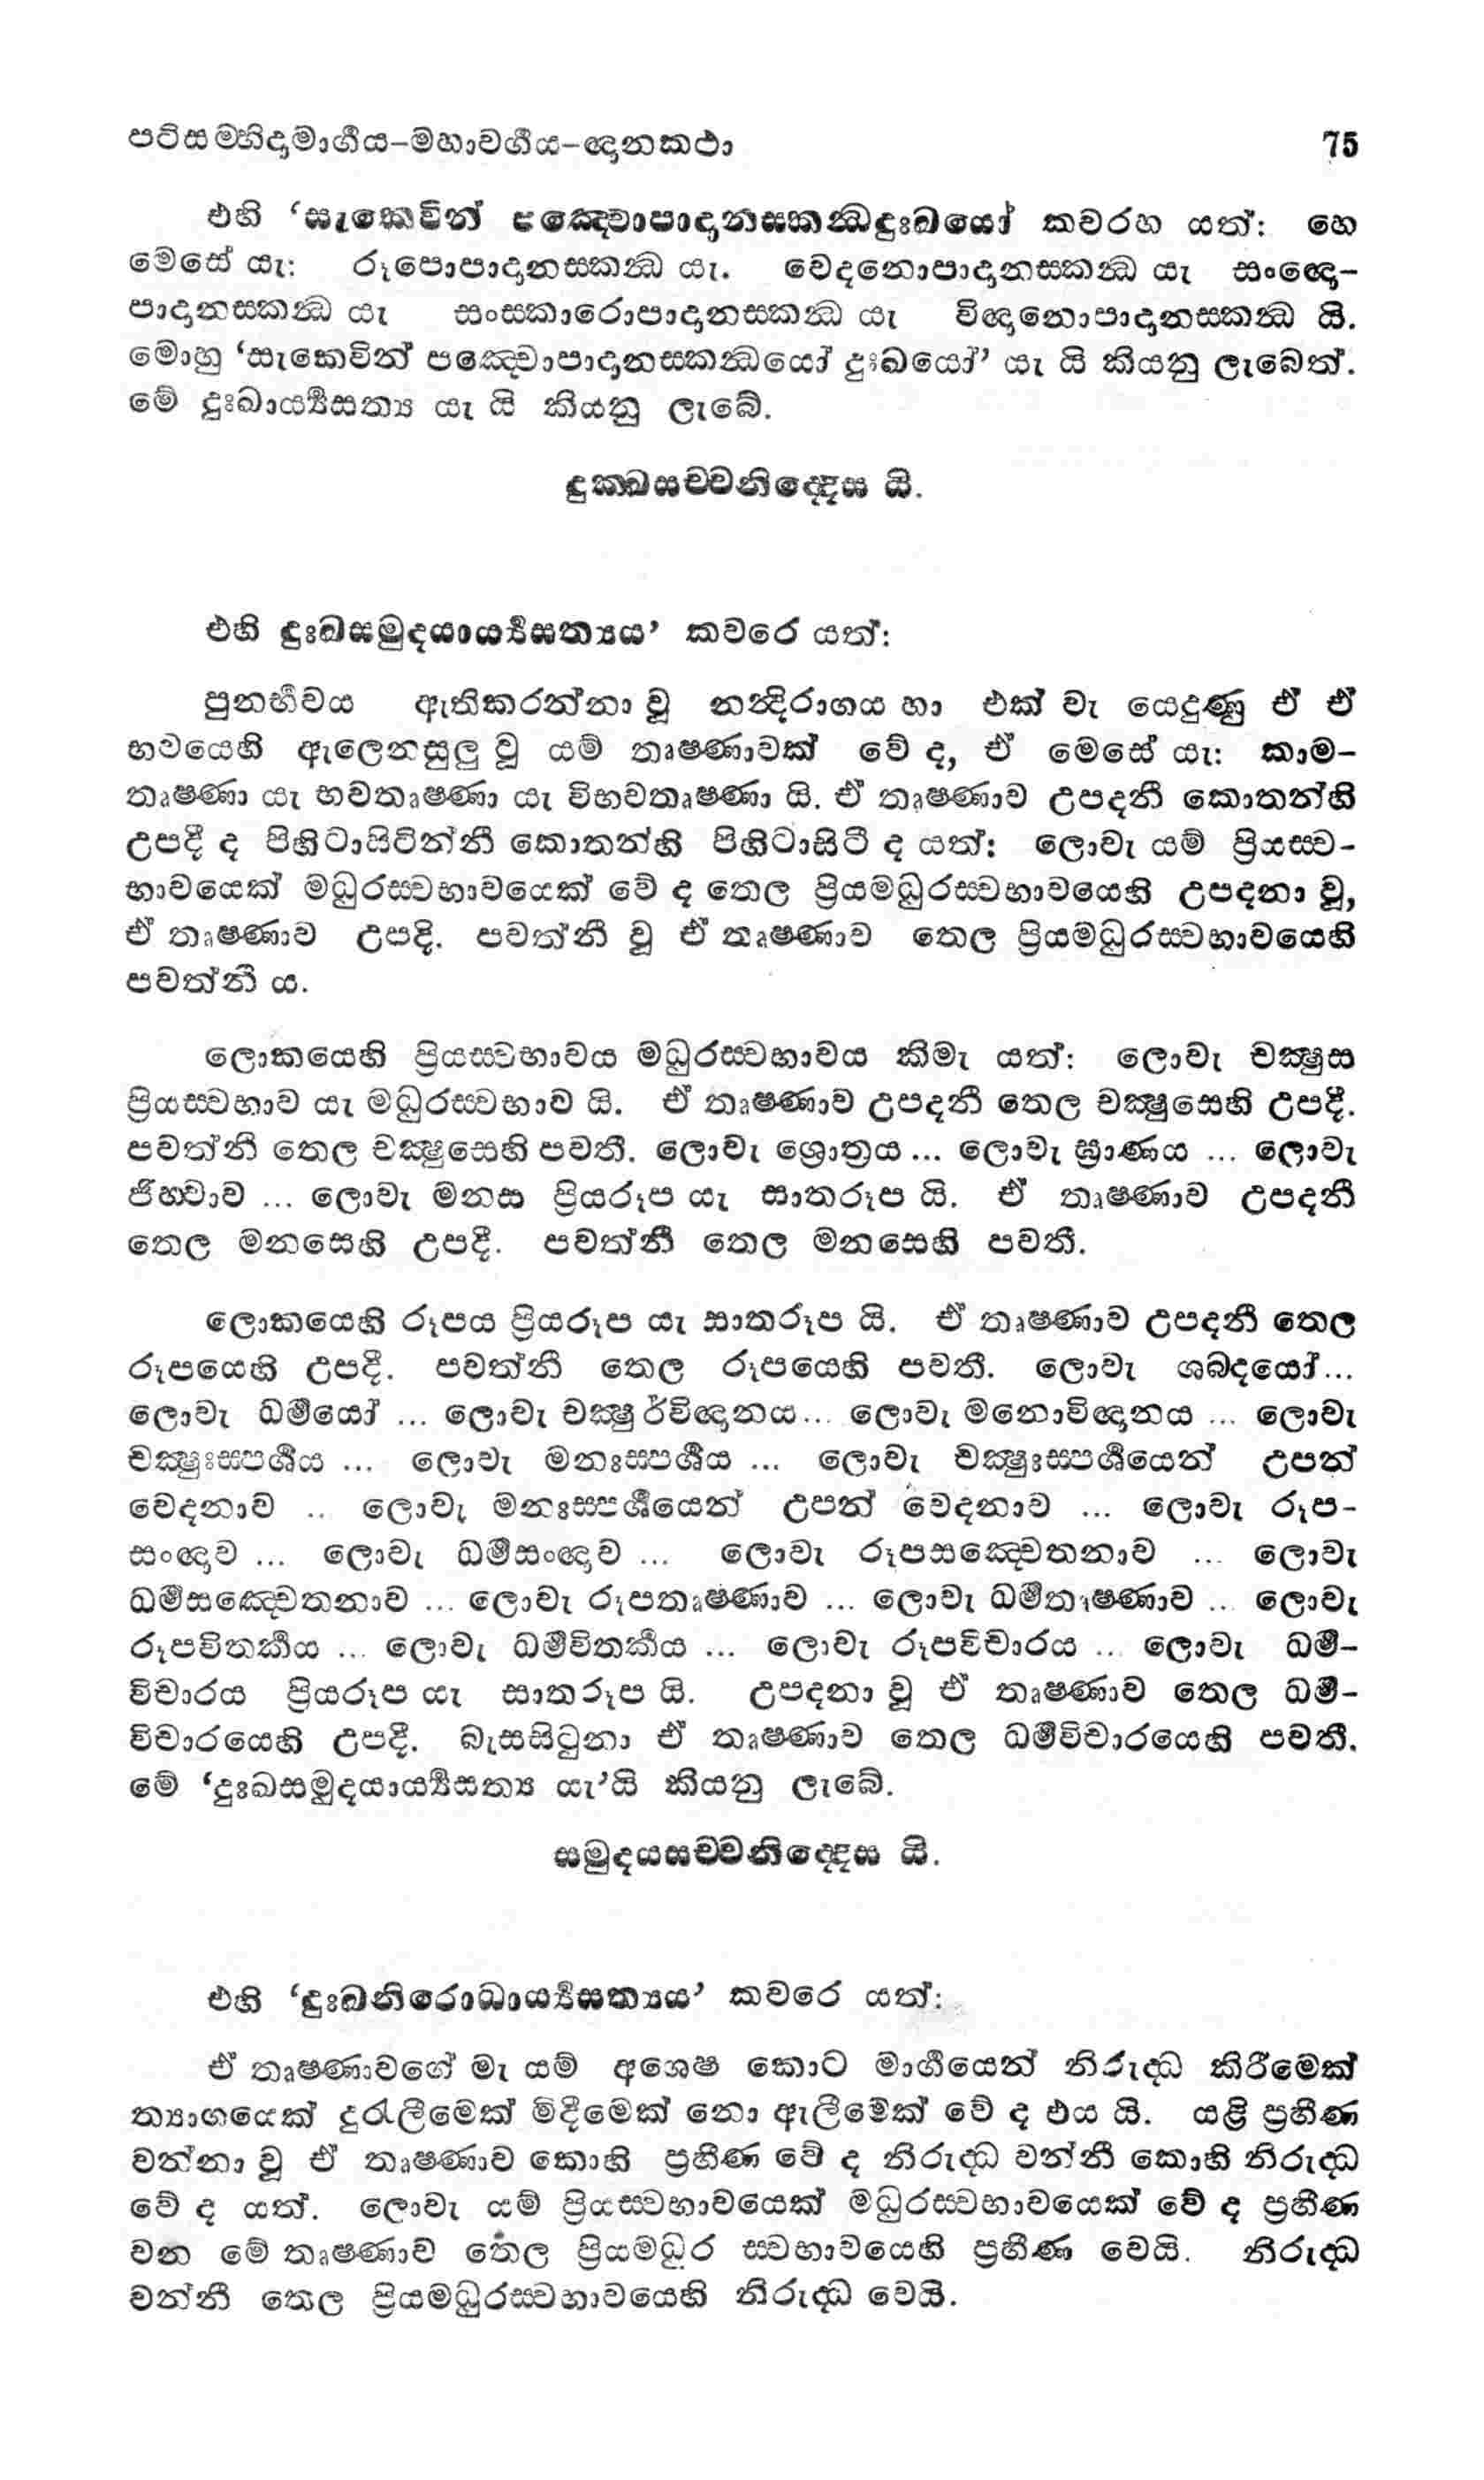 පටිසම්භිදාමාර්ගය–මහාවර්ගය–ඥානකථා 75
එහි ‘සැකෙවින් පඤ්චොපාදානස්කන්ධදුඃඛයෝ කවරහ යත්: හෙ
මෙසේ යැ: රූපොපාදානස්කන්ධ යැ. වෙදනොපාදානස්කන්ධ යැ සංඥො–
පාදානස්කන්ධ යැ සංස්කාරොපාදානස්කන්ධ යැ විඥානොපාදානස්කන්ධ යි.
මොහු ‘සැකෙවින් පඤ්චොපාදානස්කන්ධයෝ දුඃඛයෝ’ යැ යි කියනු ලැබෙත්.
මේ දුඃඛාර්ය්‍යසත්‍ය යැ යි කියනු ලැබේ.
දුක්ඛසච්චනිද්දෙස යි.
එහි දුඃඛසමුදයාර්ය්‍යසත්‍යය’ කවරෙ යත්:
පුනර්භවය ඇතිකරන්නා වූ නන්දිරාගය හා එක් වැ යෙදුණු ඒ ඒ
භවයෙහි ඇලෙනසුලු වූ යම් තෘෂ්ණාවක් වේ ද, ඒ මෙසේ යැ: කාම–
තෘෂ්ණා යැ භවතෘෂ්ණා යැ විභවතෘෂ්ණා යි. ඒ තෘෂ්ණාව උපදනී කොතන්හි
උපදී ද පිහිටාසිටින්නී කොතන්හි පිහිටාසිටී ද යත්: ලොවැ යම් ප්‍රියස්ව–
භාවයෙක් මධුරස්වභාවයෙක් වේ ද තෙල ප්‍රියමධුරස්වභාවයෙහි උපදනා වූ,
ඒ තෘෂ්ණාව උපදි. පවත්නී වූ ඒ තෘෂ්ණාව තෙල ප්‍රියමධුරස්වභාවයෙහි
පවත්නී ය.
ලොකයෙහි ප්‍රියස්වභාවය මධුරස්වභාවය කිමැ යත්: ලොවැ චක්ෂුස
ප්‍රියස්වභාව යැ මධුරස්වභාව යි. ඒ තෘෂ්ණාව උපදනී තෙල චක්ෂුසෙහි උපදී.
පවත්නී තෙල චක්ෂුසෙහි පවතී. ලොවැ ශ්‍රොත්‍රය ... ලොවැ ඝ්‍රාණය ... ලොවැ
ජිහ්වාව ... ලොවැ මනස ප්‍රියරූප යැ සාතරූප යි. ඒ තෘෂ්ණාව උපදනී
තෙල මනසෙහි උපදී. පවත්නී තෙල මනසෙහි පවතී.
ලොකයෙහි රූපය ප්‍රියරූප යැ සාතරූප යි. ඒ තෘෂ්ණාව උපදනී තෙල
රූපයෙහි උපදී. පවත්නී තෙල රූපයෙහි පවතී. ලොවැ ශබ්දයෝ...
ලොවැ ධර්මයෝ ... ලොවැ චක්ෂුර්විඥානය... ලොවැ මනොවිඥානය ... ලොවැ
චක්ෂුඃස්පර්ශය ... ලොවැ මනඃස්පර්ශය ... ලොවැ චක්ෂුඃස්පර්ශයෙන් උපන්
වෙදනාව .. ලොවැ මනඃස්පර්ශයෙන් උපන් වෙදනාව ... ලොවැ රූප–
සංඥාව ... ලොවැ ධර්මසංඥාව ... ලොවැ රූපසඤ්චෙතනාව ... ලොවැ
ධර්මසඤ්චෙතනාව ... ලොවැ රූපතෘෂ්ණාව ... ලොවැ ධර්මතෘෂ්ණාව ... ලොවැ
රූපවිතර්කය ... ලොවැ ධර්මවිතර්කය ... ලොවැ රූපවිචාරය ... ලොවැ ධර්ම–
විචාරය ප්‍රියරූප යැ සාතරූප යි. උපදනා වූ ඒ තෘෂ්ණාව තෙල ධර්ම–
විචාරයෙහි උපදී. බැසසිටුනා ඒ තෘෂ්ණාව තෙල ධර්මවිචාරයෙහි පවතී.
මේ ‘දුඃඛසමුදයාර්ය්‍යසත්‍ය යැ’යි කියනු ලැබේ.
සමුදයසච්චනිද්දෙස යි.
එහි ‘දුඃඛනිරොධාර්ය්‍යසත්‍යය’ කවරෙ යත්:
ඒ තෘෂ්ණාවගේ මැ යම් අශෙෂ කොට මාර්ගයෙන් නිරුද්ධ කිරීමෙක්
ත්‍යාගයෙක් දුරැලීමෙක් මිදීමෙක් නො ඇලීමෙක් වේ ද එය යි. යළි ප්‍රහීණ
වන්නා වූ ඒ තෘෂ්ණාව කොහි ප්‍රහීණ වේ ද නිරුද්ධ වන්නී කොහි නිරුද්ධ
වේ ද යත්. ලොවැ යම් ප්‍රියස්වභාවයෙක් මධුරස්වභාවයෙක් වේ ද ප්‍රහීණ
වන මේ තෘෂ්ණාව තෙල ප්‍රියමධුර ස්වභාවයෙහි ප්‍රහීණ වෙයි. නිරුද්ධ
වන්නී තෙල ප්‍රියමධුරස්වභාවයෙහි නිරුද්ධ වෙයි.